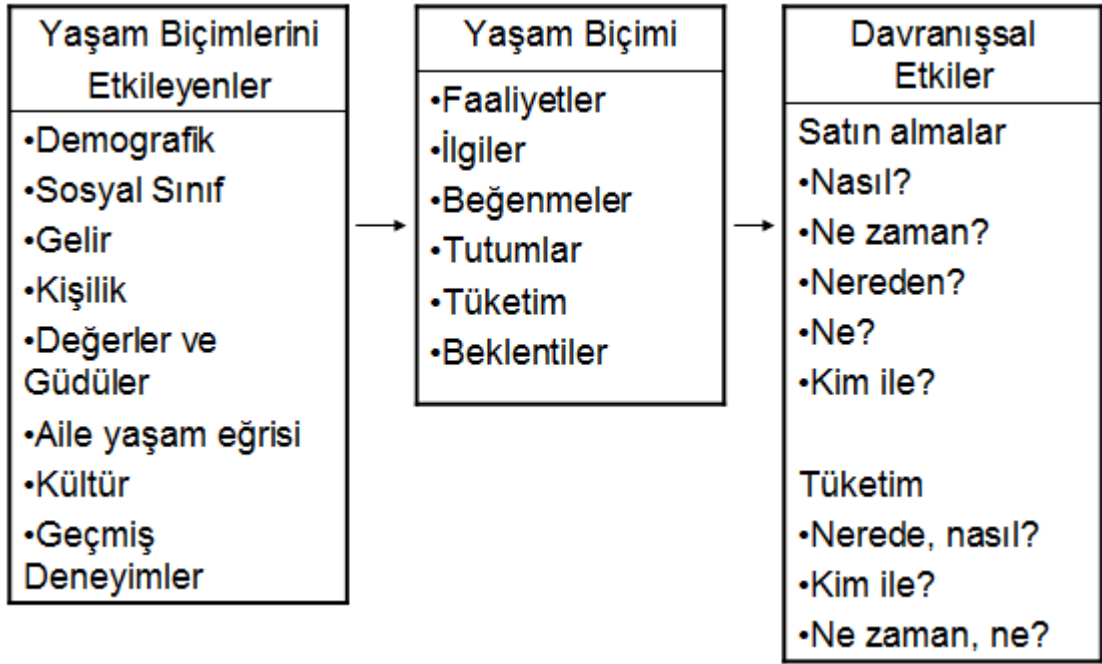 Yaşam Biçimlerini
Etkileyenler
•Demografik
•Sosyal Sınıf
•Gelir
•Kişilik
•Değerler ve
Güdüler
•Aile yaşam eğrisi
•Kültür
•Geçmiş
Deneyimler
Yaşam Biçimi
•Faaliyetler
•İlgiler
•Beğenmeler
•Tutumlar
•Tüketim
•Beklentiler
Davranışsal
Etkiler
Satın almalar
•Nasıl?
•Ne zaman?
•Nereden?
•Ne?
•Kim ile?
Tüketim
•Nerede, nasıl?
•Kim ile?
•Ne zaman, ne?